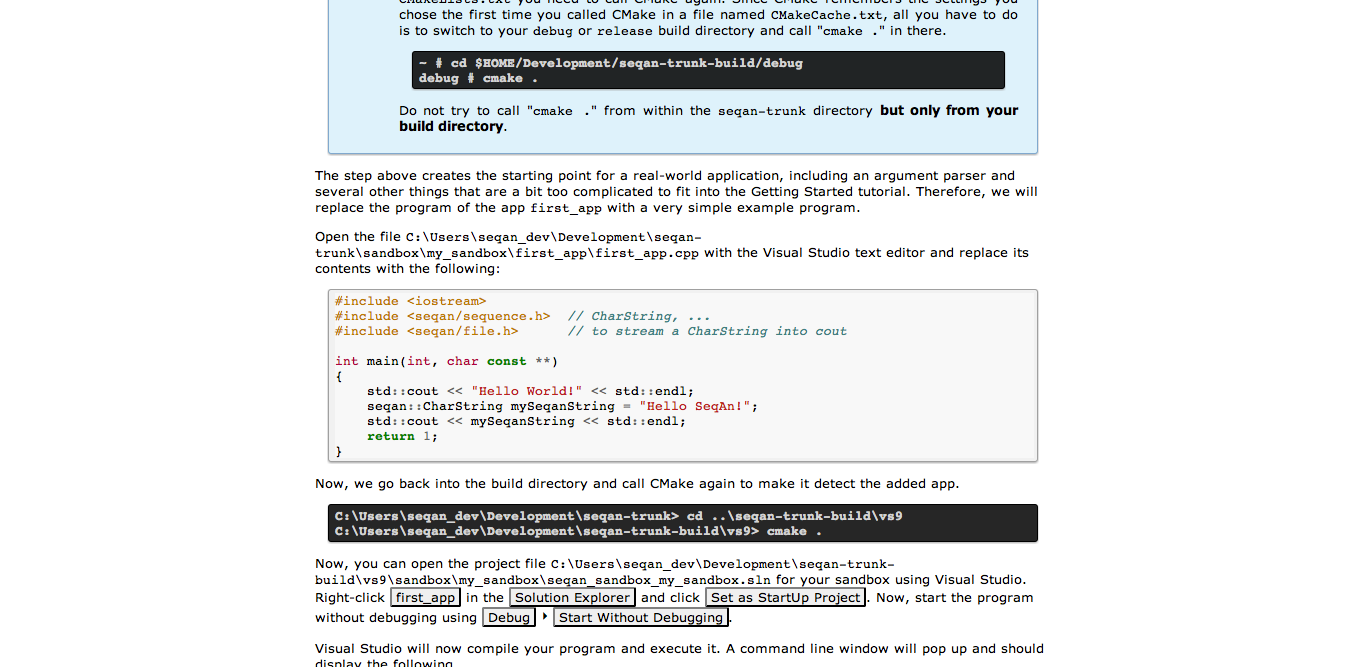 CMakeLists.txt you need to call CMake again. Since CMake remembers the settings you
chose the first time you called CMake in a file named CMakeCache.txt, all you have to do
is to switch to your debug or release build directory and call "cmake ." in there.
~ # cd $HOME/Development/seqan-trunk-build/debug
debug # cmake .
Do not try to call "cmake ." from within the seqan-trunk directory but only from your
build directory.
The step above creates the starting point for a real-world application, including an argument parser and
several other things that are a bit too complicated to fit into the Getting Started tutorial. Therefore, we will
replace the program of the app first_app with a very simple example program.
Open the file C:\Users\seqan_dev\Development\seqan-
trunk\sandbox\my_sandbox\first_app\first_app.cpp with the Visual Studio text editor and replace its
contents with the following:
#include <iostream>
#include <seqan/sequence.h>  // CharString, ...
#include <seqan/file.h>      // to stream a CharString into cout
int main(int, char const **)
{
    std::cout << "Hello World!" << std::endl;
    seqan::CharString mySeqanString = "Hello SeqAn!";
    std::cout << mySeqanString << std::endl;
    return 1;
}
Now, we go back into the build directory and call CMake again to make it detect the added app.
C:\Users\seqan_dev\Development\seqan-trunk> cd ..\seqan-trunk-build\vs9
C:\Users\seqan_dev\Development\seqan-trunk-build\vs9> cmake .
Now, you can open the project file C:\Users\seqan_dev\Development\seqan-trunk-
build\vs9\sandbox\my_sandbox\seqan_sandbox_my_sandbox.sln for your sandbox using Visual Studio.
Right-click first_app in the Solution Explorer and click Set as StartUp Project. Now, start the program
without debugging using Debug ‣ Start Without Debugging.
Visual Studio will now compile your program and execute it. A command line window will pop up and should
display the following.